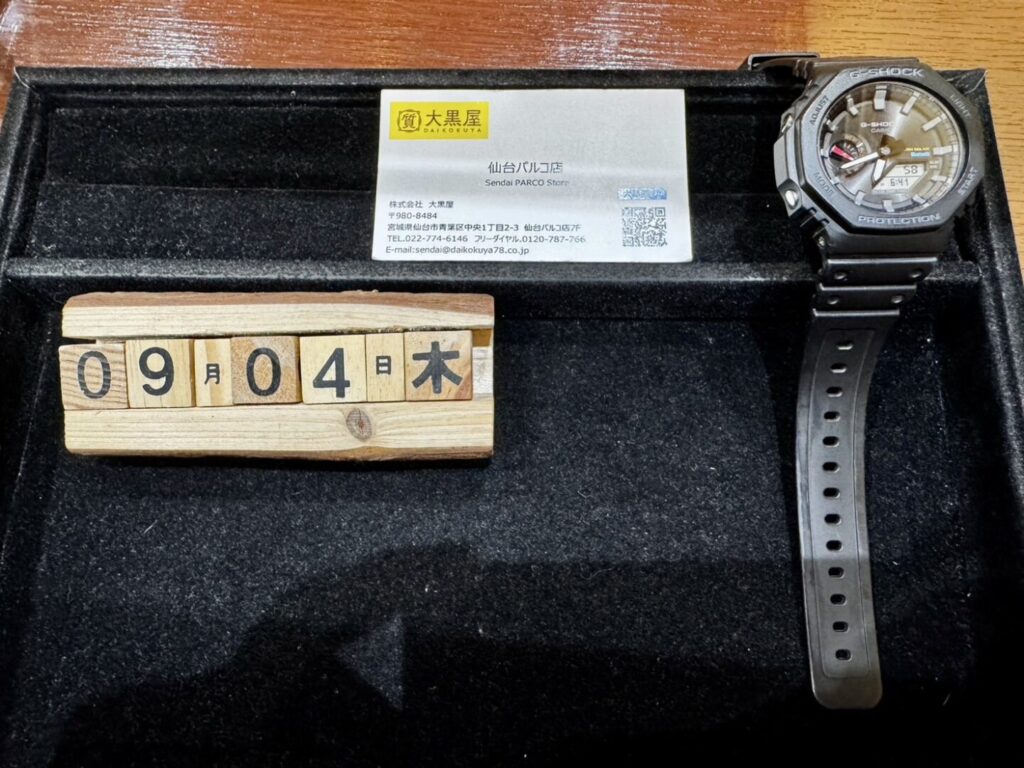 質 大黒屋
DAIKOKUYA
仙台パルコ店
Sendai PARCO Store
株式会社 大黒屋
〒980-8484
宮城県仙台市青葉区中央1丁目2-3 仙台パルコ店7F
TEL.022-774-6146 フリーダイヤル.0120-787-766
E-mail:sendai@daikokuya78.co.jp
G-SHOCK
ADJUST
LIGHT
G-SHOCK
CASIO
Bluetooth
58
6:41
MODE
START
PROTECTION
09月04日木